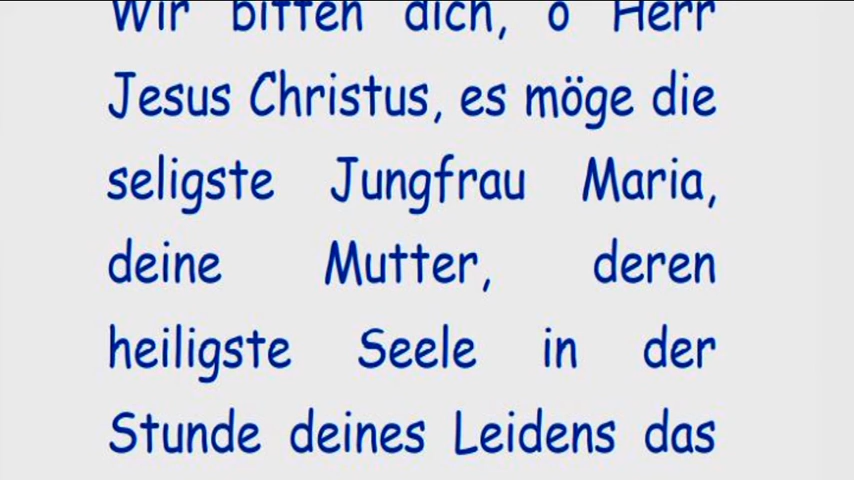 Wir bitten dich, o Herr
Jesus Christus, es möge die
seligste Jungfrau Maria,
deine Mutter, deren
heiligste Seele in der
Stunde deines Leidens das